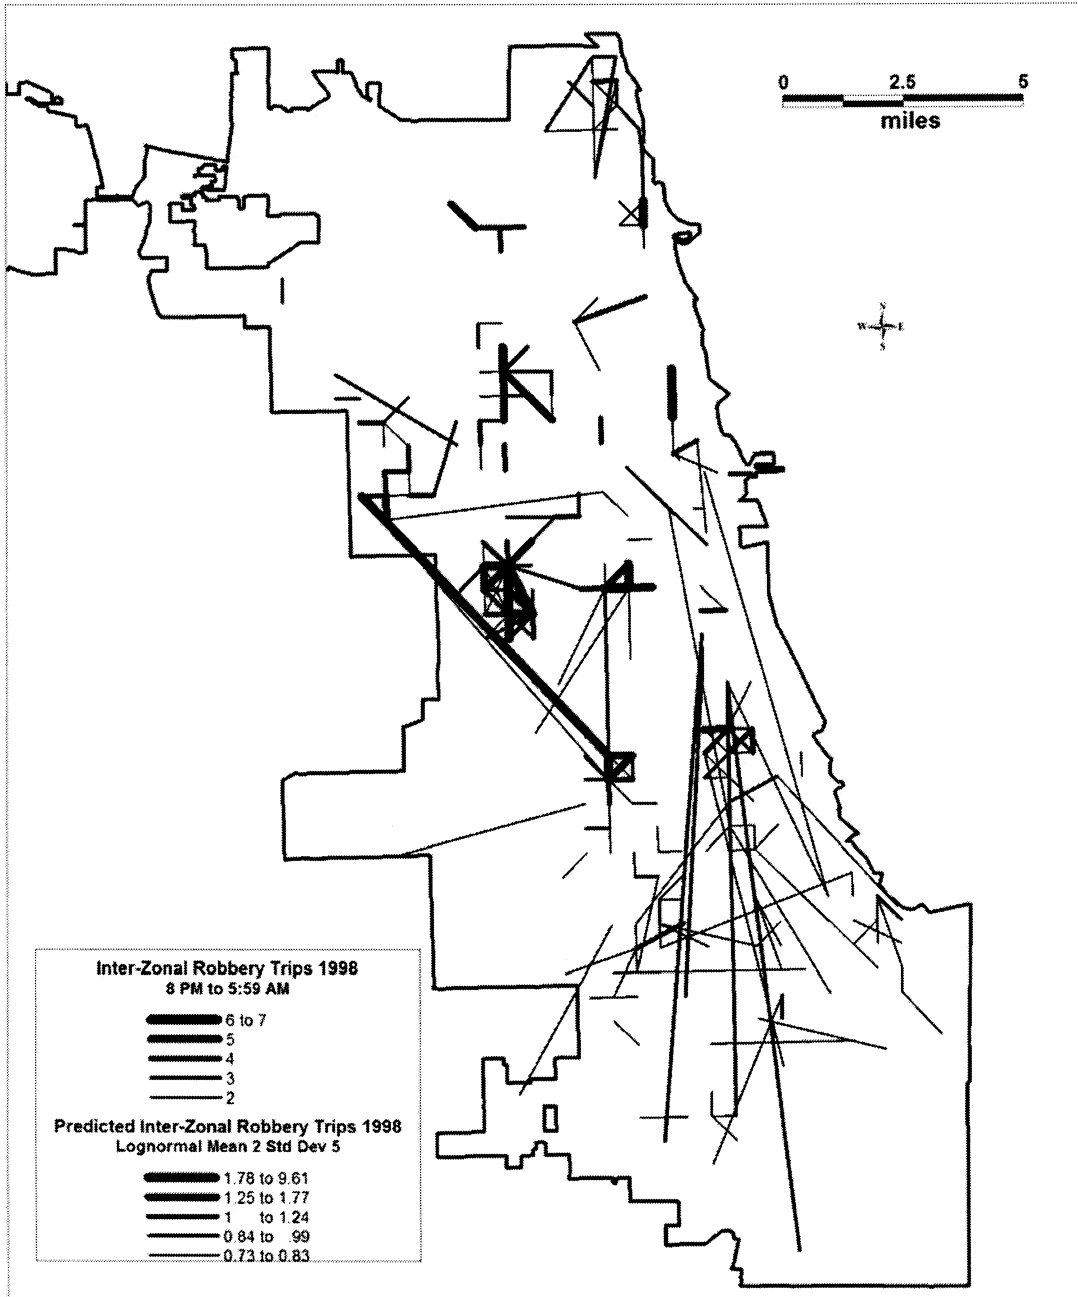 0 2.5 5
miles
N
W E
S
Inter-Zonal Robbery Trips 1998
8 PM to 5:59 AM
6 to 7
5
4
3
2
Predicted Inter-Zonal Robbery Trips 1998
Lognormal Mean 2 Std Dev 5
1.78 to 9.61
1.25 to 1.77
1 to 1.24
0.84 to .99
0.73 to 0.83